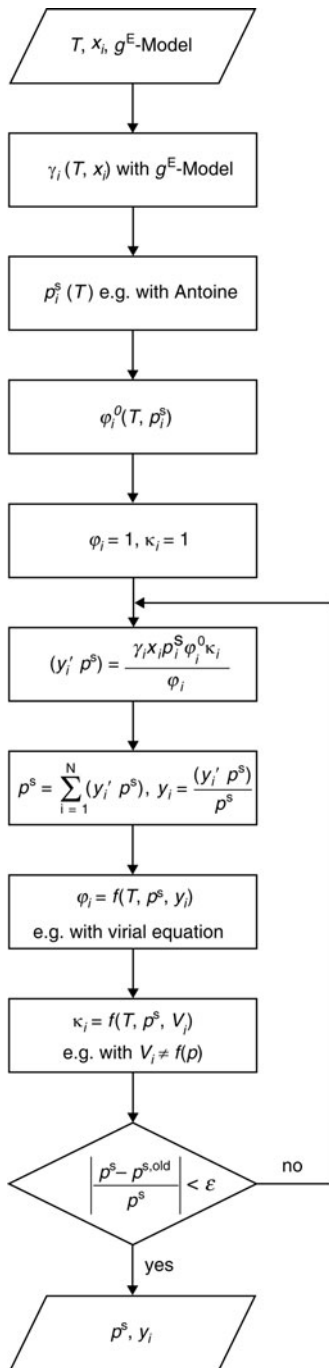 T, xᵢ, gᴱ-Model
γᵢ (T, xᵢ) with gᴱ-Model
pᵢˢ (T) e.g. with Antoine
φᵢ⁰(T, pᵢˢ)
φᵢ = 1, κᵢ = 1
(yᵢ′ pˢ) = γᵢxᵢpᵢˢφᵢ⁰κᵢ / φᵢ
pˢ = ∑ᵢ₌₁ᴺ (yᵢ′ pˢ), yᵢ = (yᵢ′ pˢ) / pˢ
φᵢ = f(T, pˢ, yᵢ)
e.g. with virial equation
κᵢ = f(T, pˢ, Vᵢ)
e.g. with Vᵢ ≠ f(p)
|pˢ – pˢ,ᵒˡᵈ / pˢ| < ε
no
yes
pˢ, yᵢ